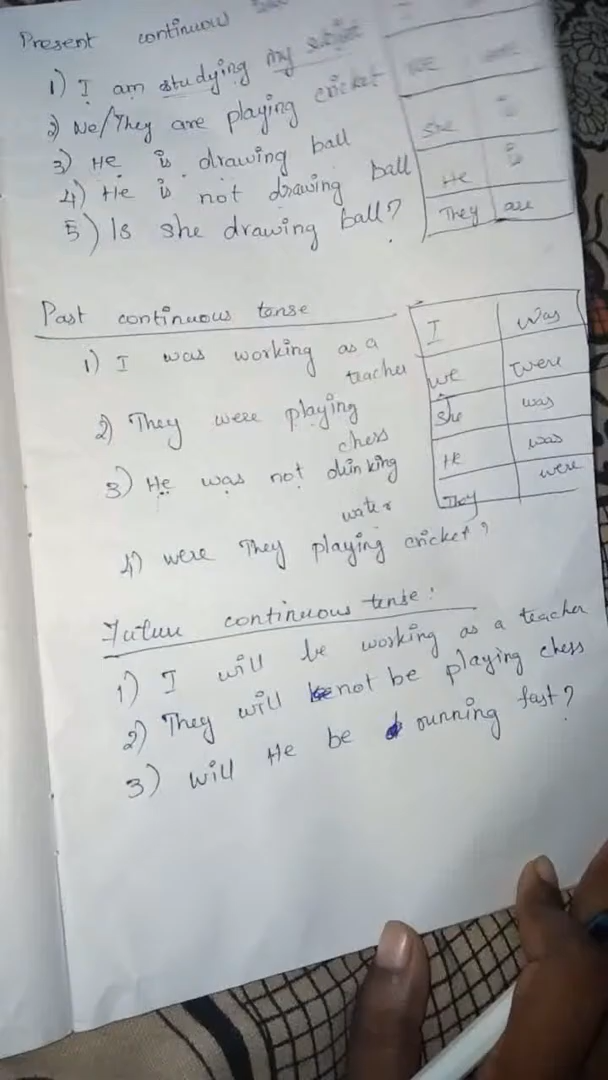 Present continuous
1) I am studying my
2) We/They are playing cricket
3) He is drawing ball
4) He is not drawing ball
5) Is she drawing ball?
She is
He is
They are
Past continuous tense
1) I was working as a
teacher
2) They were playing
chess
3) He was not drinking
water
4) were They playing cricket?
I was
we were
she was
He was
They were
Future continuous tense:
1) I will be working as a teacher
2) They will not be playing chess
3) will He be running fast?